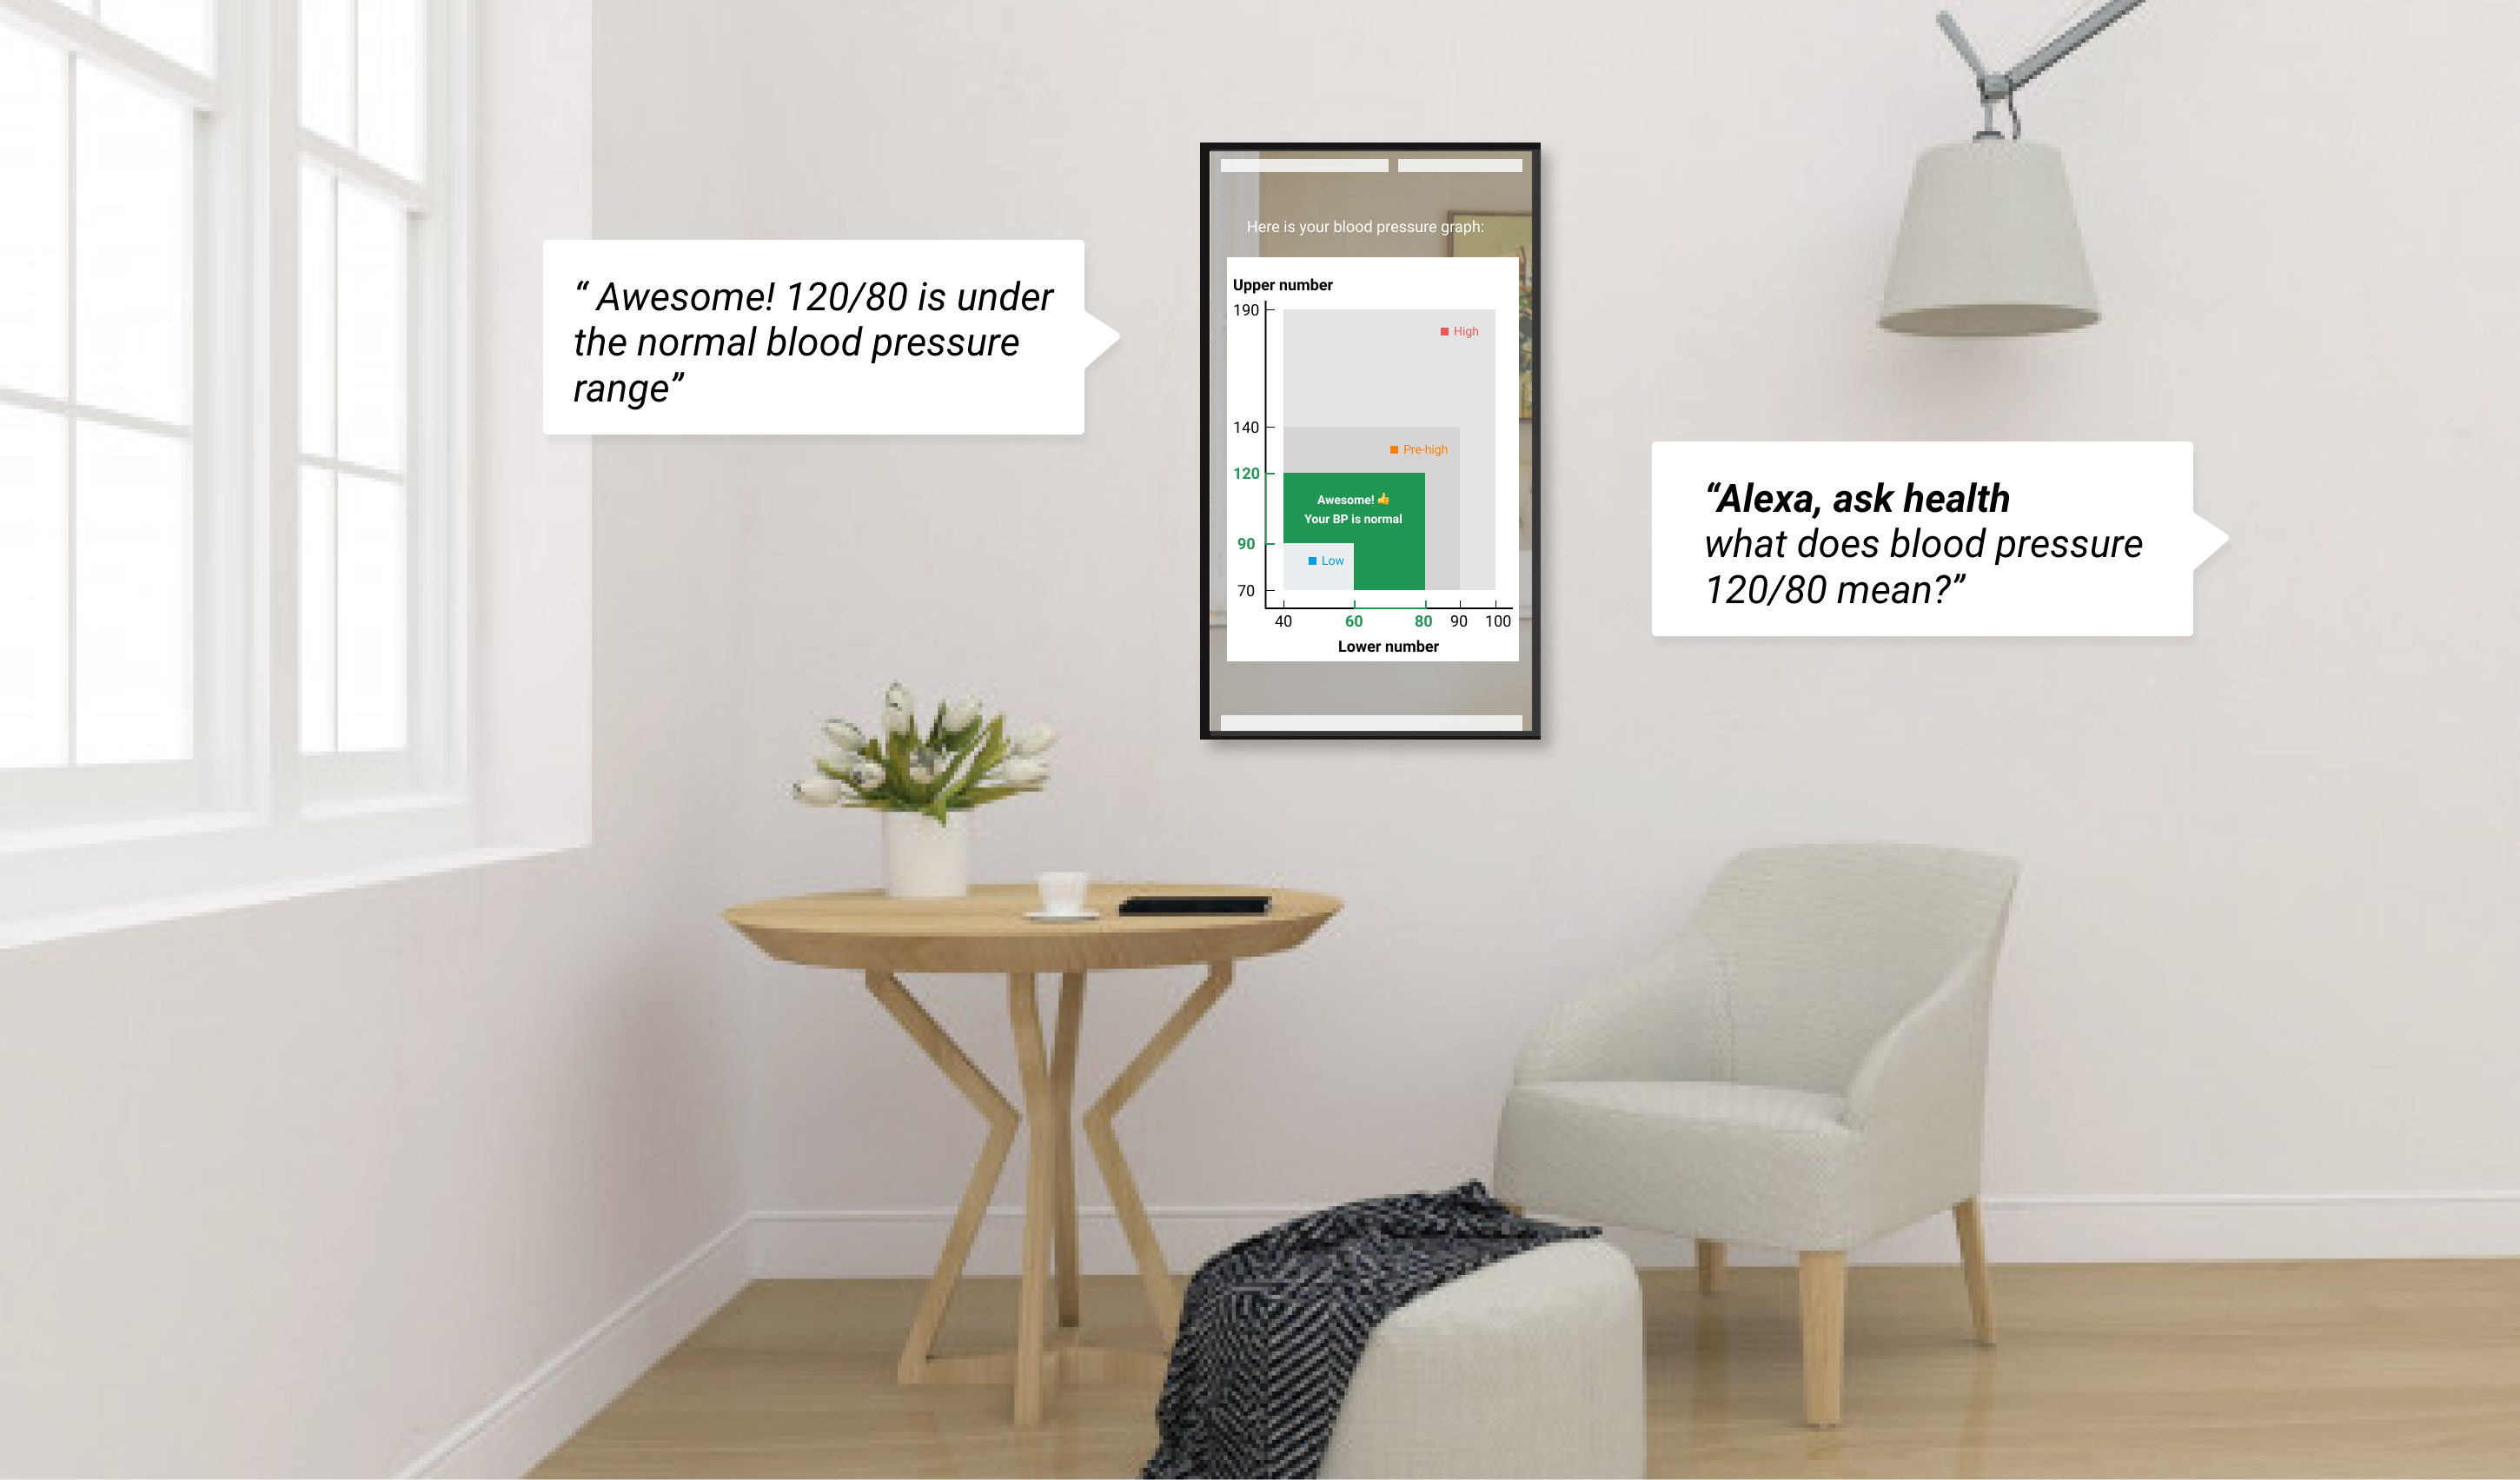 “ Awesome! 120/80 is under
the normal blood pressure
range”
Here is your blood pressure graph:
Upper number
190
High
140
Pre-high
120
Awesome! 👍
Your BP is normal
90
Low
70
40 60 80 90 100
Lower number
“Alexa, ask health
what does blood pressure
120/80 mean?”